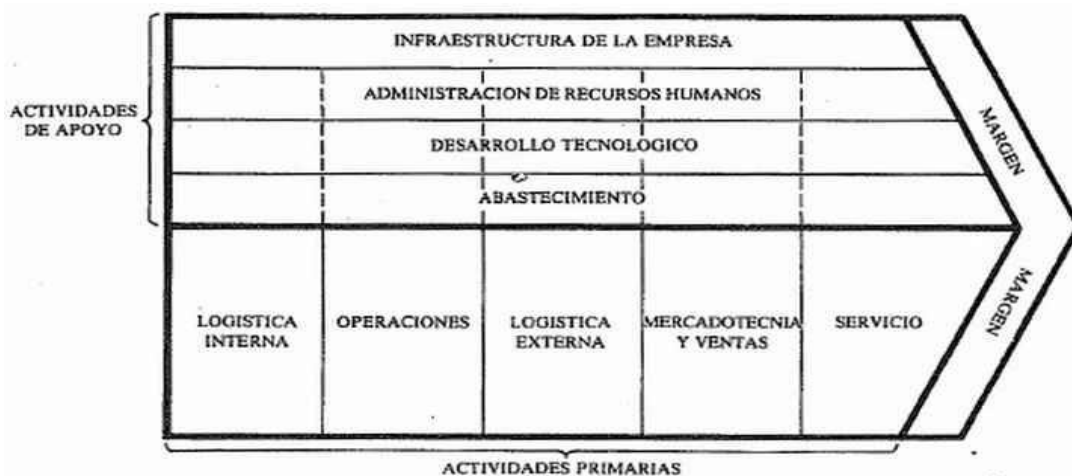 INFRAESTRUCTURA DE LA EMPRESA
ADMINISTRACION DE RECURSOS HUMANOS
ACTIVIDADES
DE APOYO
DESARROLLO TECNOLOGICO
ABASTECIMIENTO
MARGEN
LOGISTICA
INTERNA
OPERACIONES
LOGISTICA
EXTERNA
MERCADOTECNIA
Y VENTAS
SERVICIO
MARGEN
ACTIVIDADES PRIMARIAS